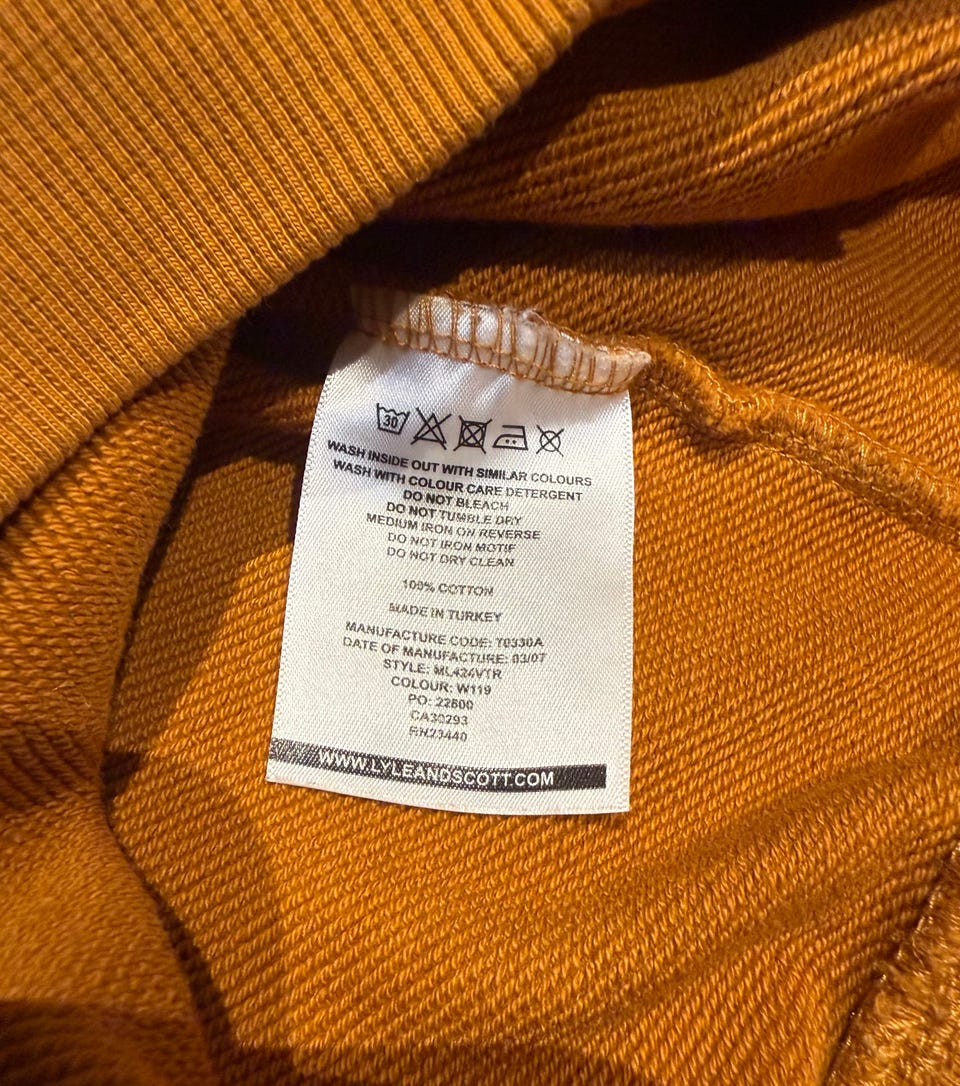 30
WASH INSIDE OUT WITH SIMILAR COLOURS
WASH WITH COLOUR CARE DETERGENT
DO NOT BLEACH
DO NOT TUMBLE DRY
MEDIUM IRON ON REVERSE
DO NOT IRON MOTIF
DO NOT DRY CLEAN
100% COTTON
MADE IN TURKEY
MANUFACTURE CODE: T0330A
DATE OF MANUFACTURE: 03/07
STYLE: ML424VTR
COLOUR: W119
PO: 22600
CA30293
RN23440
WWW.LYLEANDSCOTT.COM